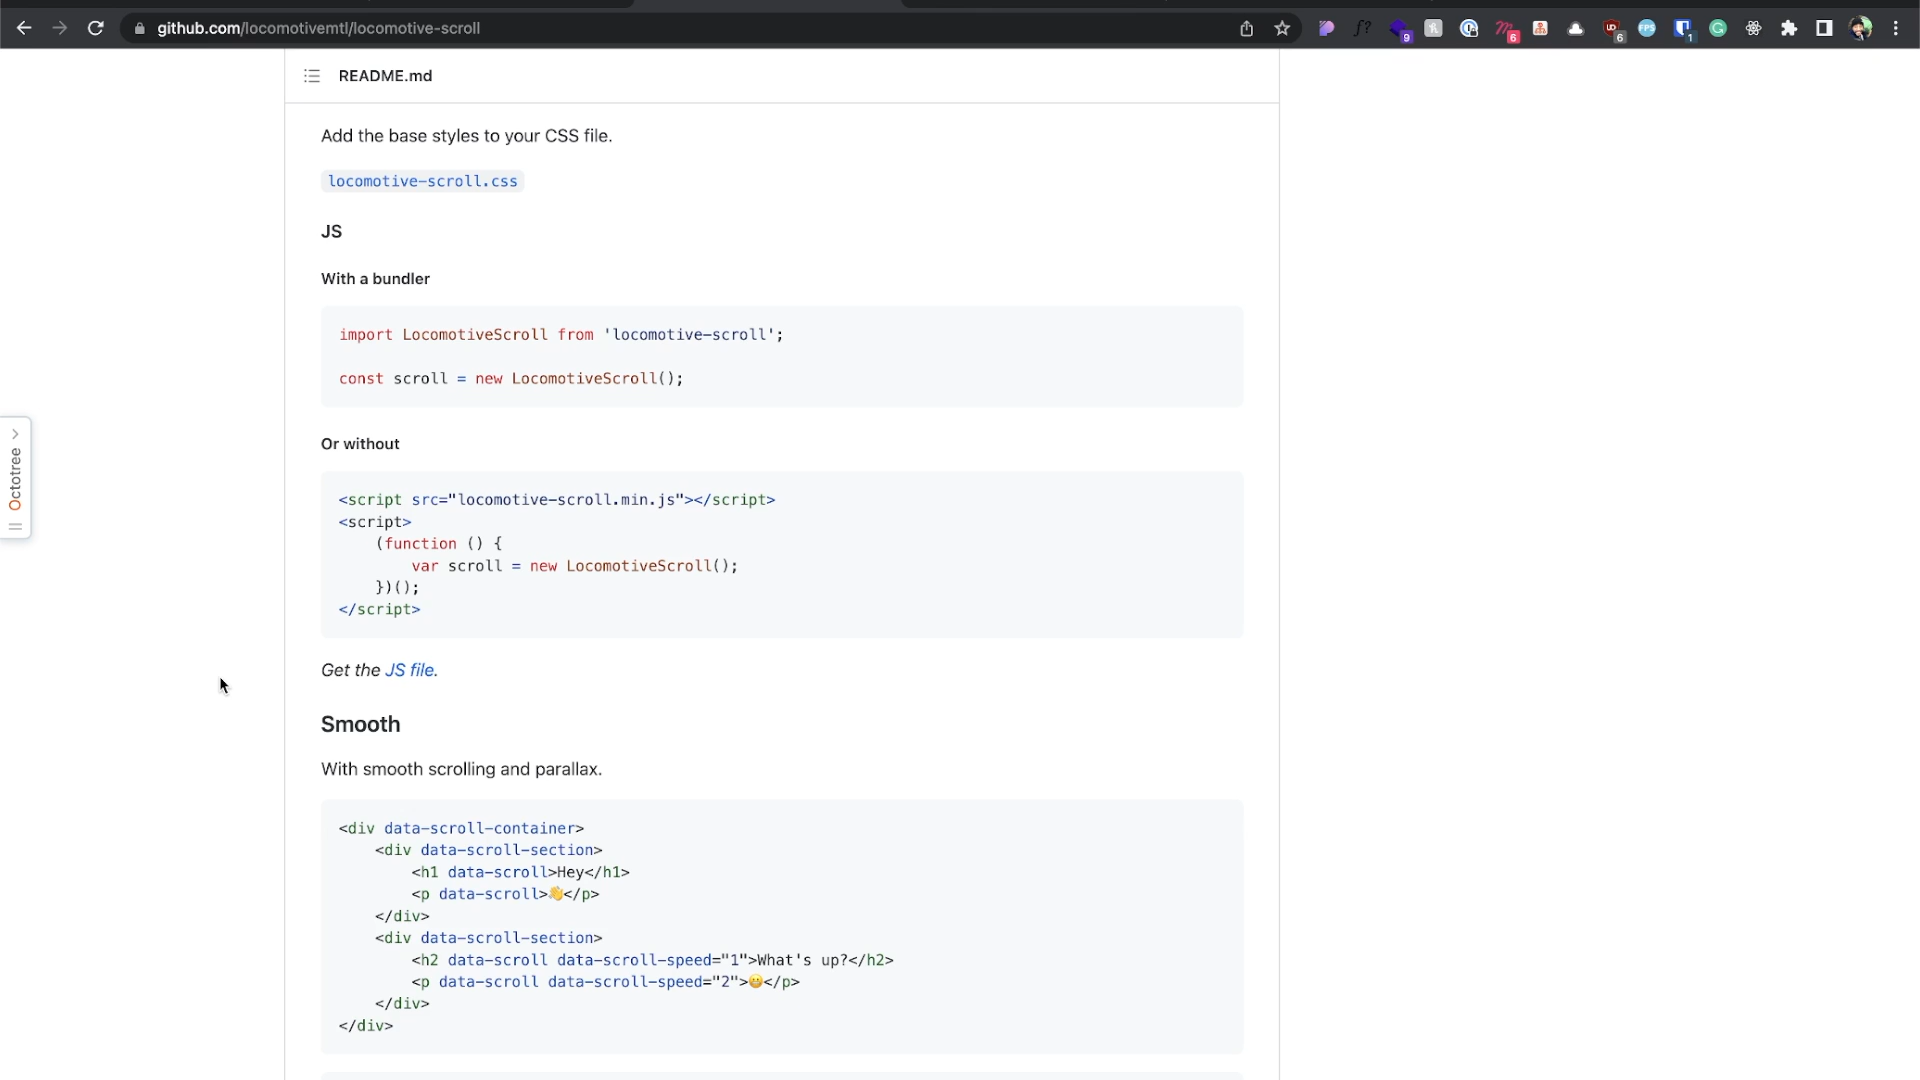 github.com/locomotivemtl/locomotive-scroll
f?
9
6
6
FPS
1
README.md
Add the base styles to your CSS file.
locomotive-scroll.css
JS
With a bundler
import LocomotiveScroll from 'locomotive-scroll';
const scroll = new LocomotiveScroll();
Or without
<script src="locomotive-scroll.min.js"></script>
<script>
(function () {
var scroll = new LocomotiveScroll();
})();
</script>
Octotree
Get the JS file.
Smooth
With smooth scrolling and parallax.
<div data-scroll-container>
<div data-scroll-section>
<h1 data-scroll>Hey</h1>
<p data-scroll>👋</p>
</div>
<div data-scroll-section>
<h2 data-scroll data-scroll-speed="1">What's up?</h2>
<p data-scroll data-scroll-speed="2">😬</p>
</div>
</div>